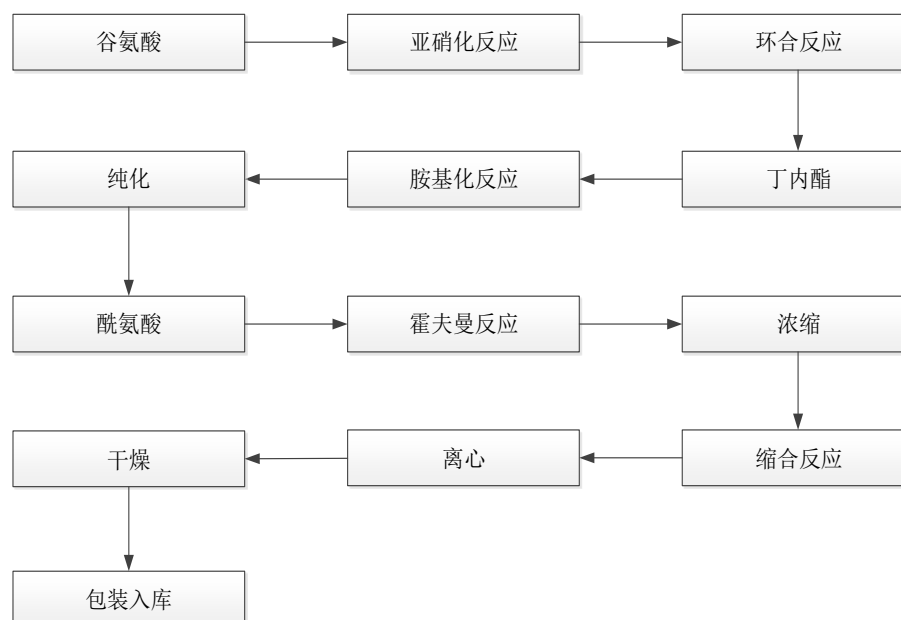 谷氨酸
亚硝化反应
环合反应
丁内酯
胺基化反应
纯化
酰氨酸
霍夫曼反应
浓缩
缩合反应
离心
干燥
包装入库